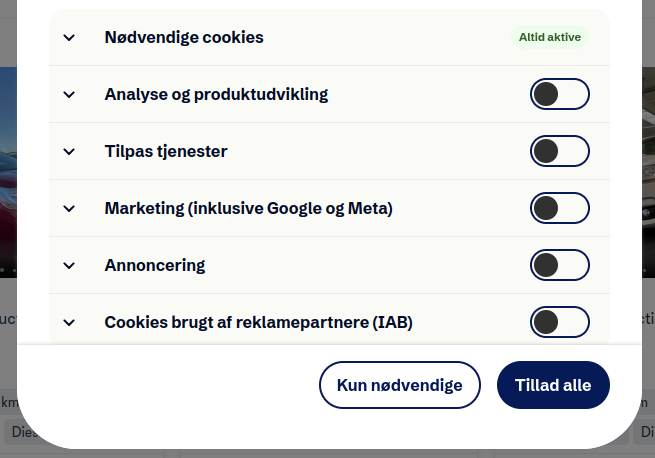 Nødvendige cookies
Altid aktive
Analyse og produktudvikling
Tilpas tjenester
Marketing (inklusive Google og Meta)
Annoncering
Cookies brugt af reklamepartnere (IAB)
Kun nødvendige
Tillad alle
km